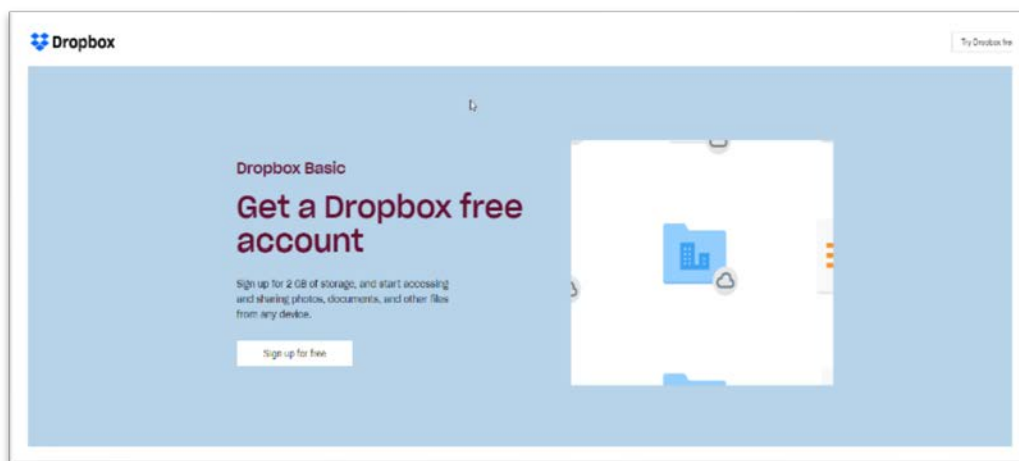 Dropbox
Try Dropbox fre
Dropbox Basic
Get a Dropbox free
account
Sign up for 2 GB of storage, and start accessing
and sharing photos, documents, and other files
from any device.
Sign up for free